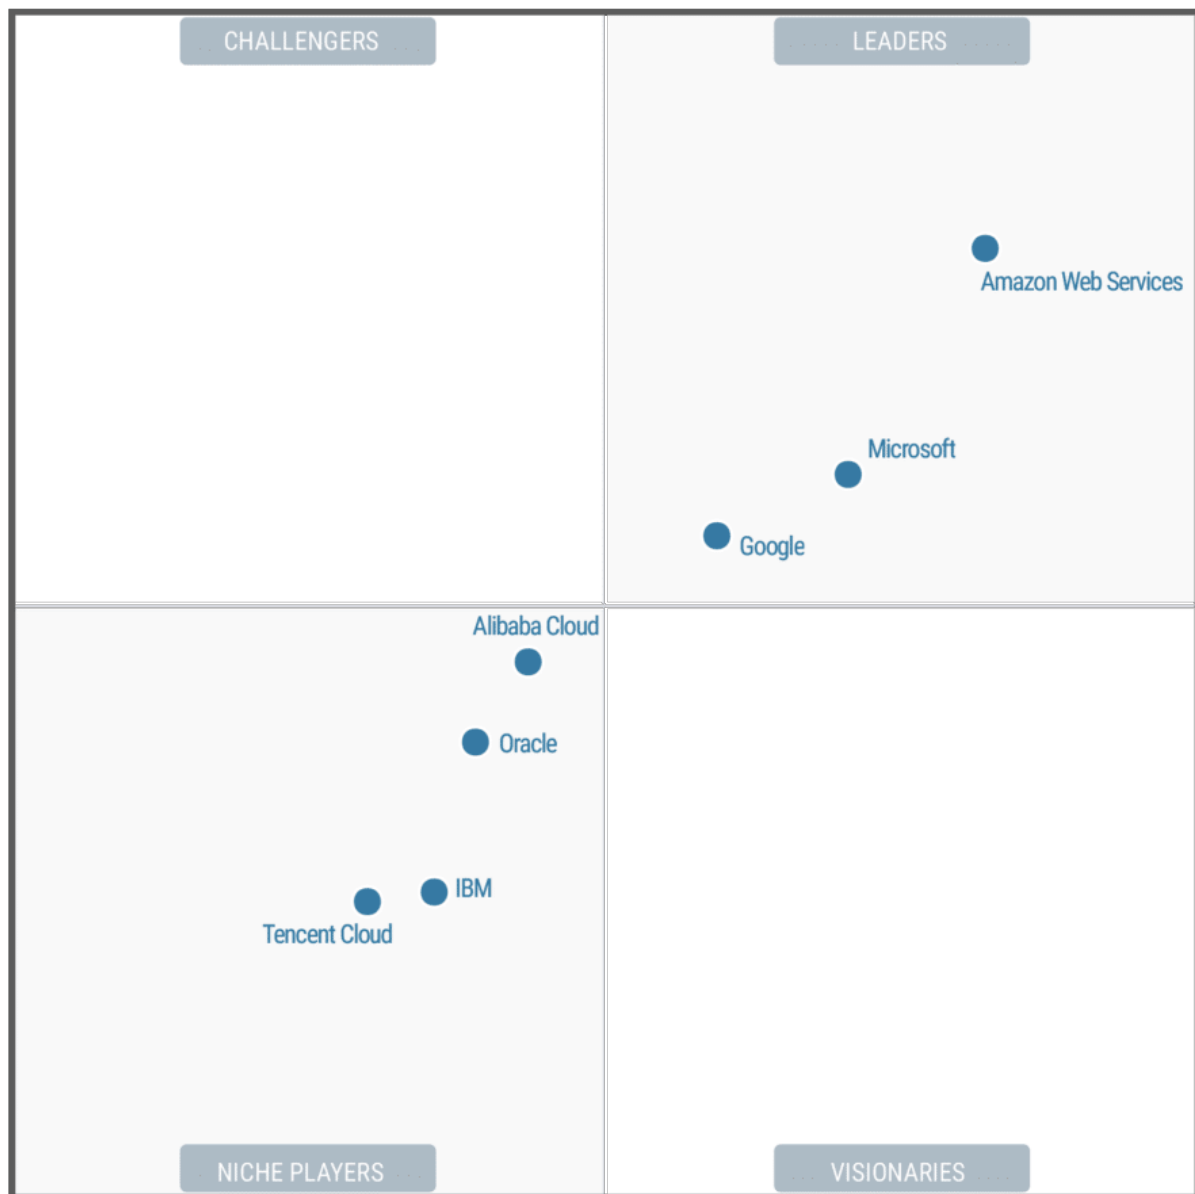 CHALLENGERS
LEADERS
Amazon Web Services
Microsoft
Google
Alibaba Cloud
Oracle
IBM
Tencent Cloud
NICHE PLAYERS
VISIONARIES